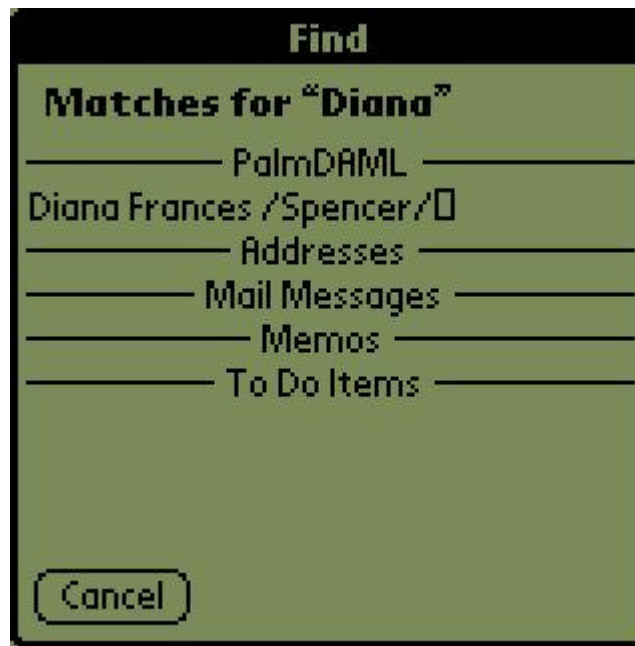 Find
Matches for “Diana”
PalmDAML
Diana Frances /Spencer/▯
Addresses
Mail Messages
Memos
To Do Items
Cancel